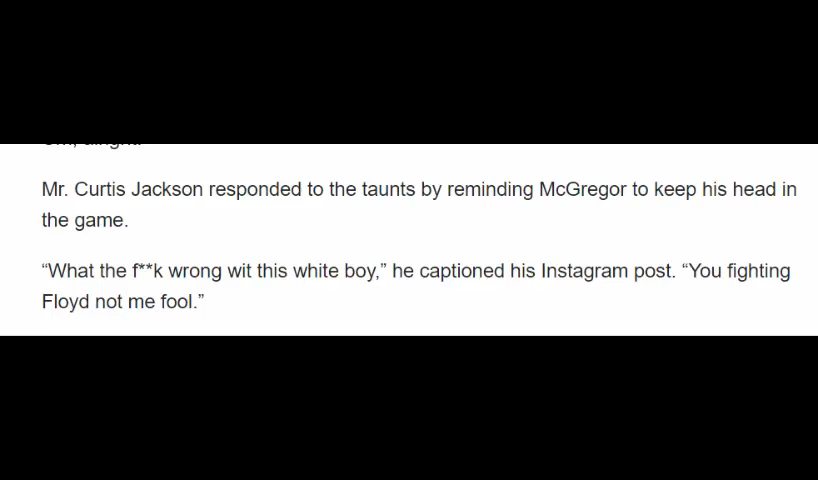 Mr. Curtis Jackson responded to the taunts by reminding McGregor to keep his head in
the game.
“What the f**k wrong wit this white boy,” he captioned his Instagram post. “You fighting
Floyd not me fool.”